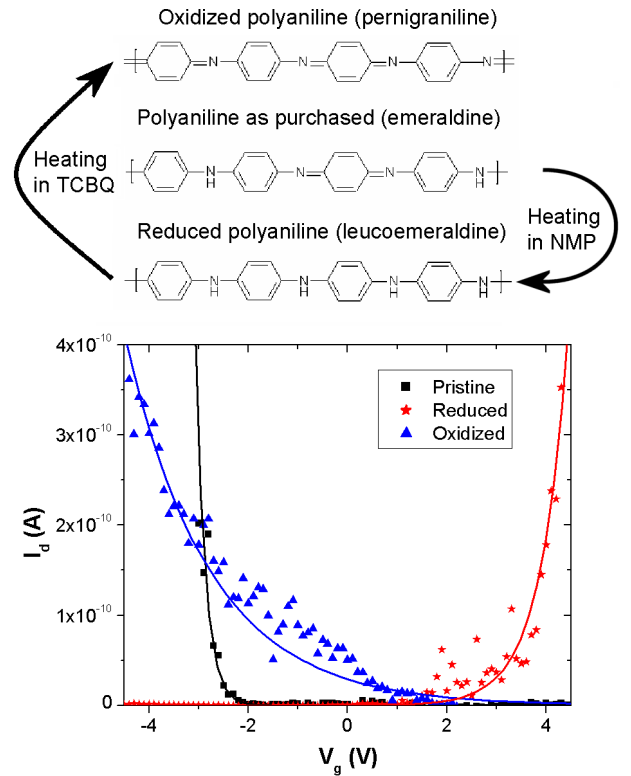 Oxidized polyaniline (pernigraniline)
N N N N
Polyaniline as purchased (emeraldine)
Heating
in TCBQ
N N N N
H H
Heating
in NMP
Reduced polyaniline (leucoemeraldine)
N N N N
H H H H
4x10⁻¹⁰
3x10⁻¹⁰
2x10⁻¹⁰
1x10⁻¹⁰
0
I_d (A)
Pristine
Reduced
Oxidized
-4 -2 0 2 4
V_g (V)